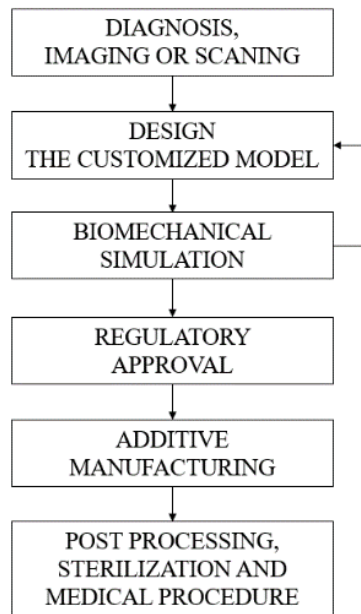 DIAGNOSIS,
IMAGING OR SCANING
DESIGN
THE CUSTOMIZED MODEL
BIOMECHANICAL
SIMULATION
REGULATORY
APPROVAL
ADDITIVE
MANUFACTURING
POST PROCESSING,
STERILIZATION AND
MEDICAL PROCEDURE